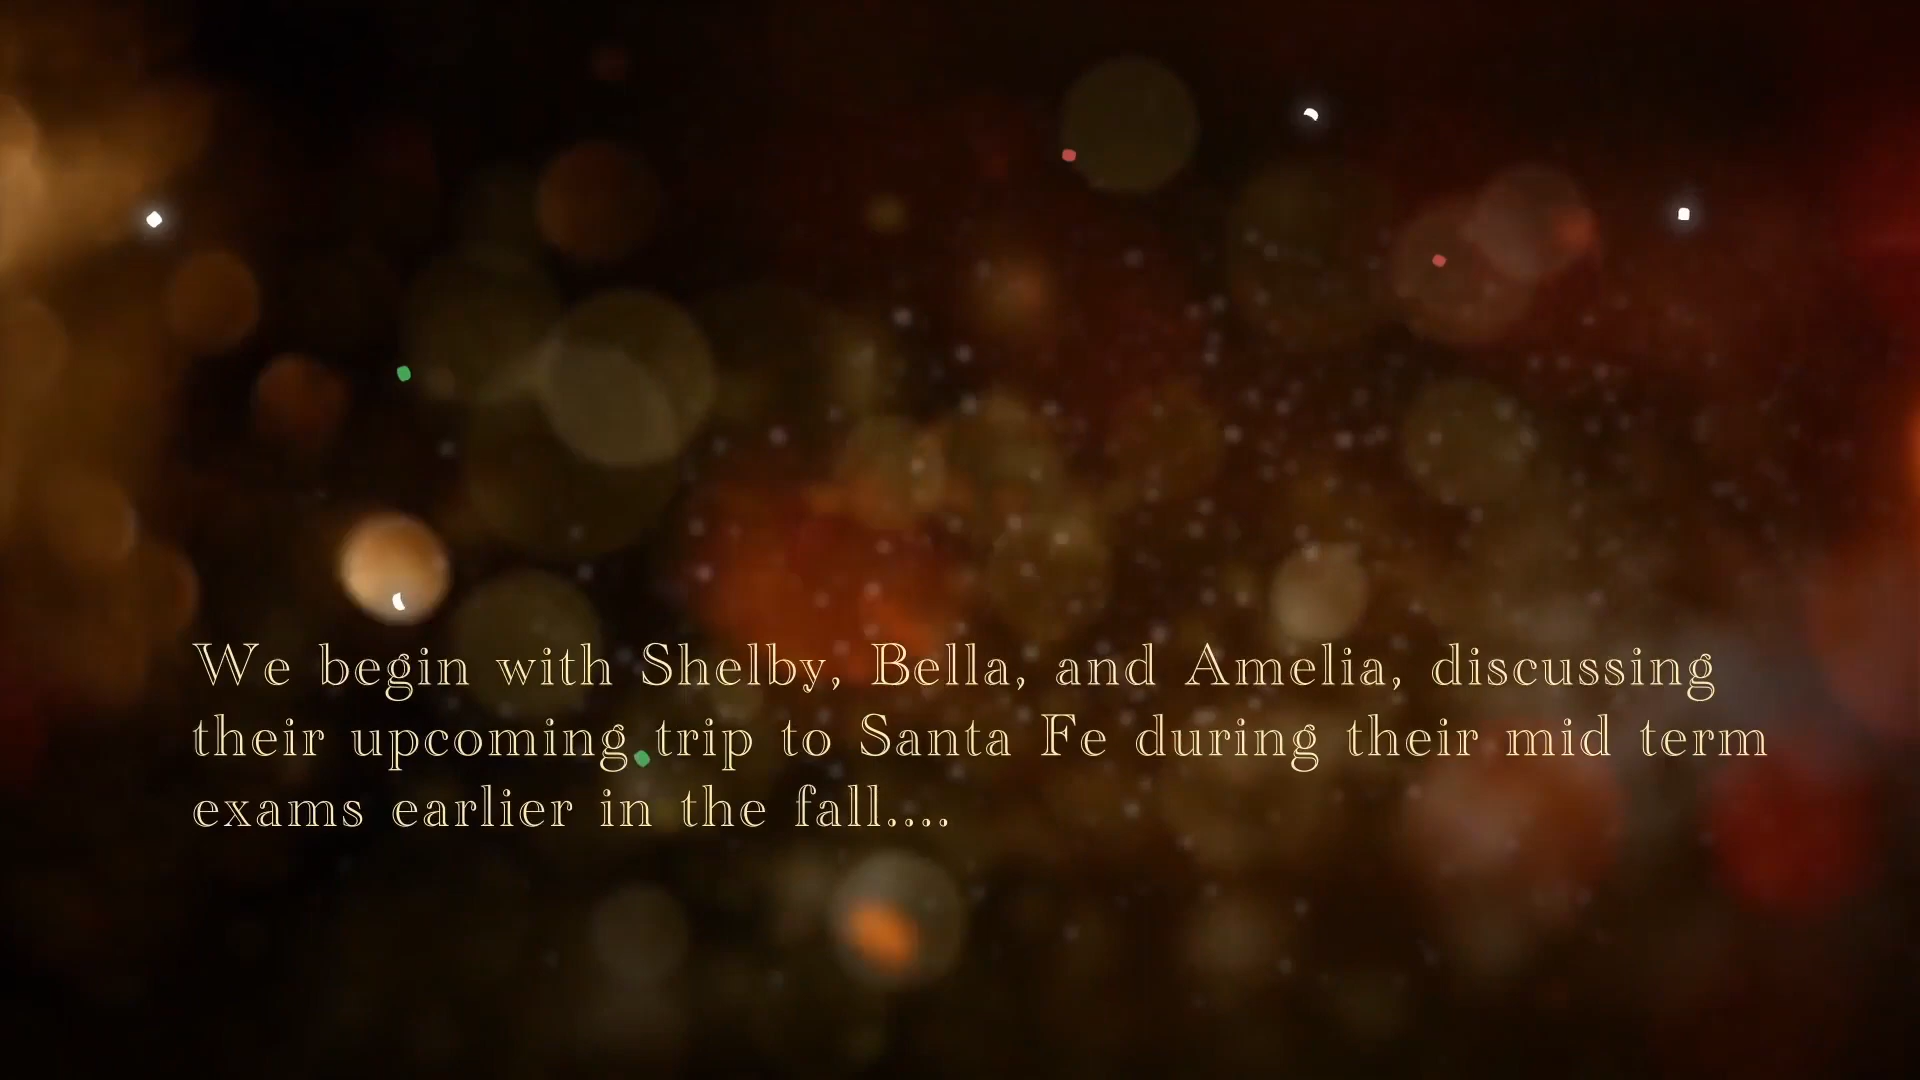 We begin with Shelby, Bella, and Amelia, discussing
their upcoming trip to Santa Fe during their mid term
exams earlier in the fall....